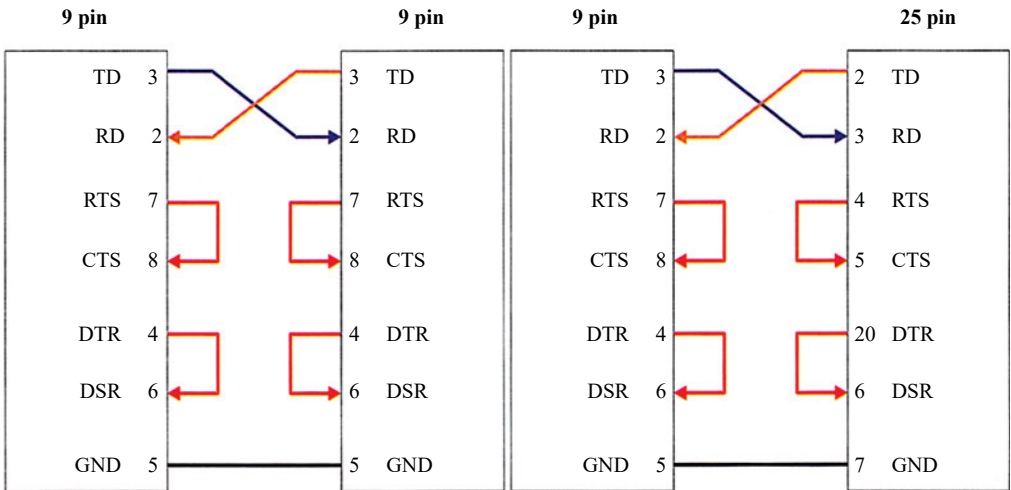 9 pin 9 pin 9 pin 25 pin
TD 3 3 TD TD 3 2 TD
RD 2 2 RD RD 2 3 RD
RTS 7 7 RTS RTS 7 4 RTS
CTS 8 8 CTS CTS 8 5 CTS
DTR 4 4 DTR DTR 4 20 DTR
DSR 6 6 DSR DSR 6 6 DSR
GND 5 5 GND GND 5 7 GND